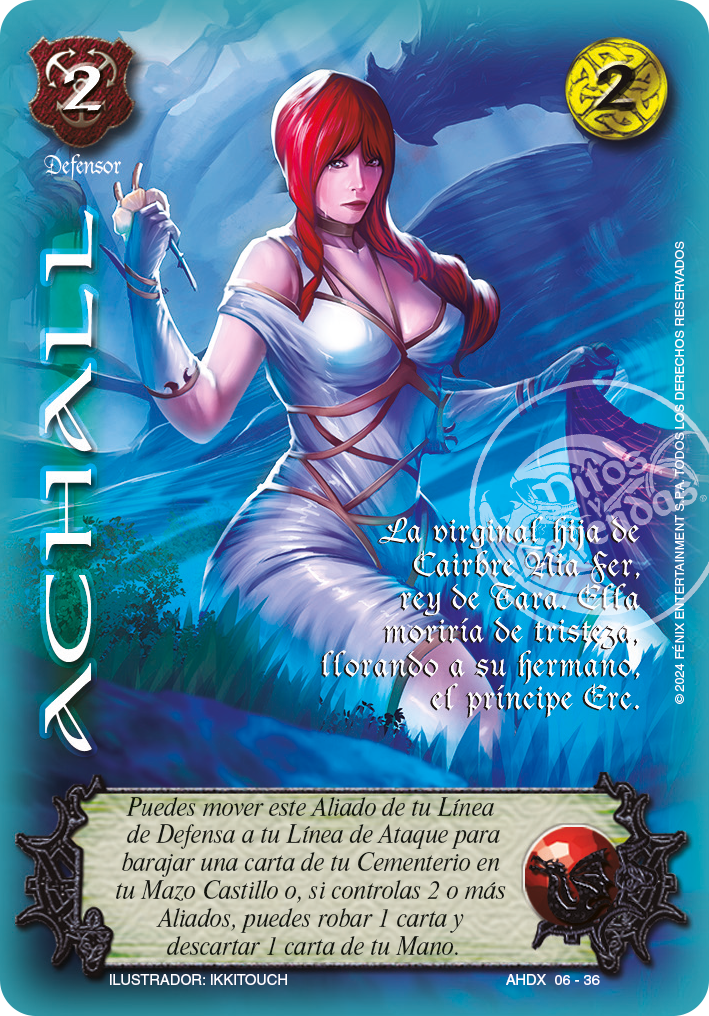 2
2
Defensor
ACHALL
La virginal hija de
Cairbre Nia Fer,
rey de Tara. Ella
moriría de tristeza,
llorando a su hermano,
el príncipe Erc.
© 2024 FÉNIX ENTERTAINMENT S.P.A. TODOS LOS DERECHOS RESERVADOS
mitos
y
Leyendas
®
Puedes mover este Aliado de tu Línea
de Defensa a tu Línea de Ataque para
barajar una carta de tu Cementerio en
tu Mazo Castillo o, si controlas 2 o más
Aliados, puedes robar 1 carta y
descartar 1 carta de tu Mano.
ILUSTRADOR: IKKITOUCH
AHDX 06 - 36